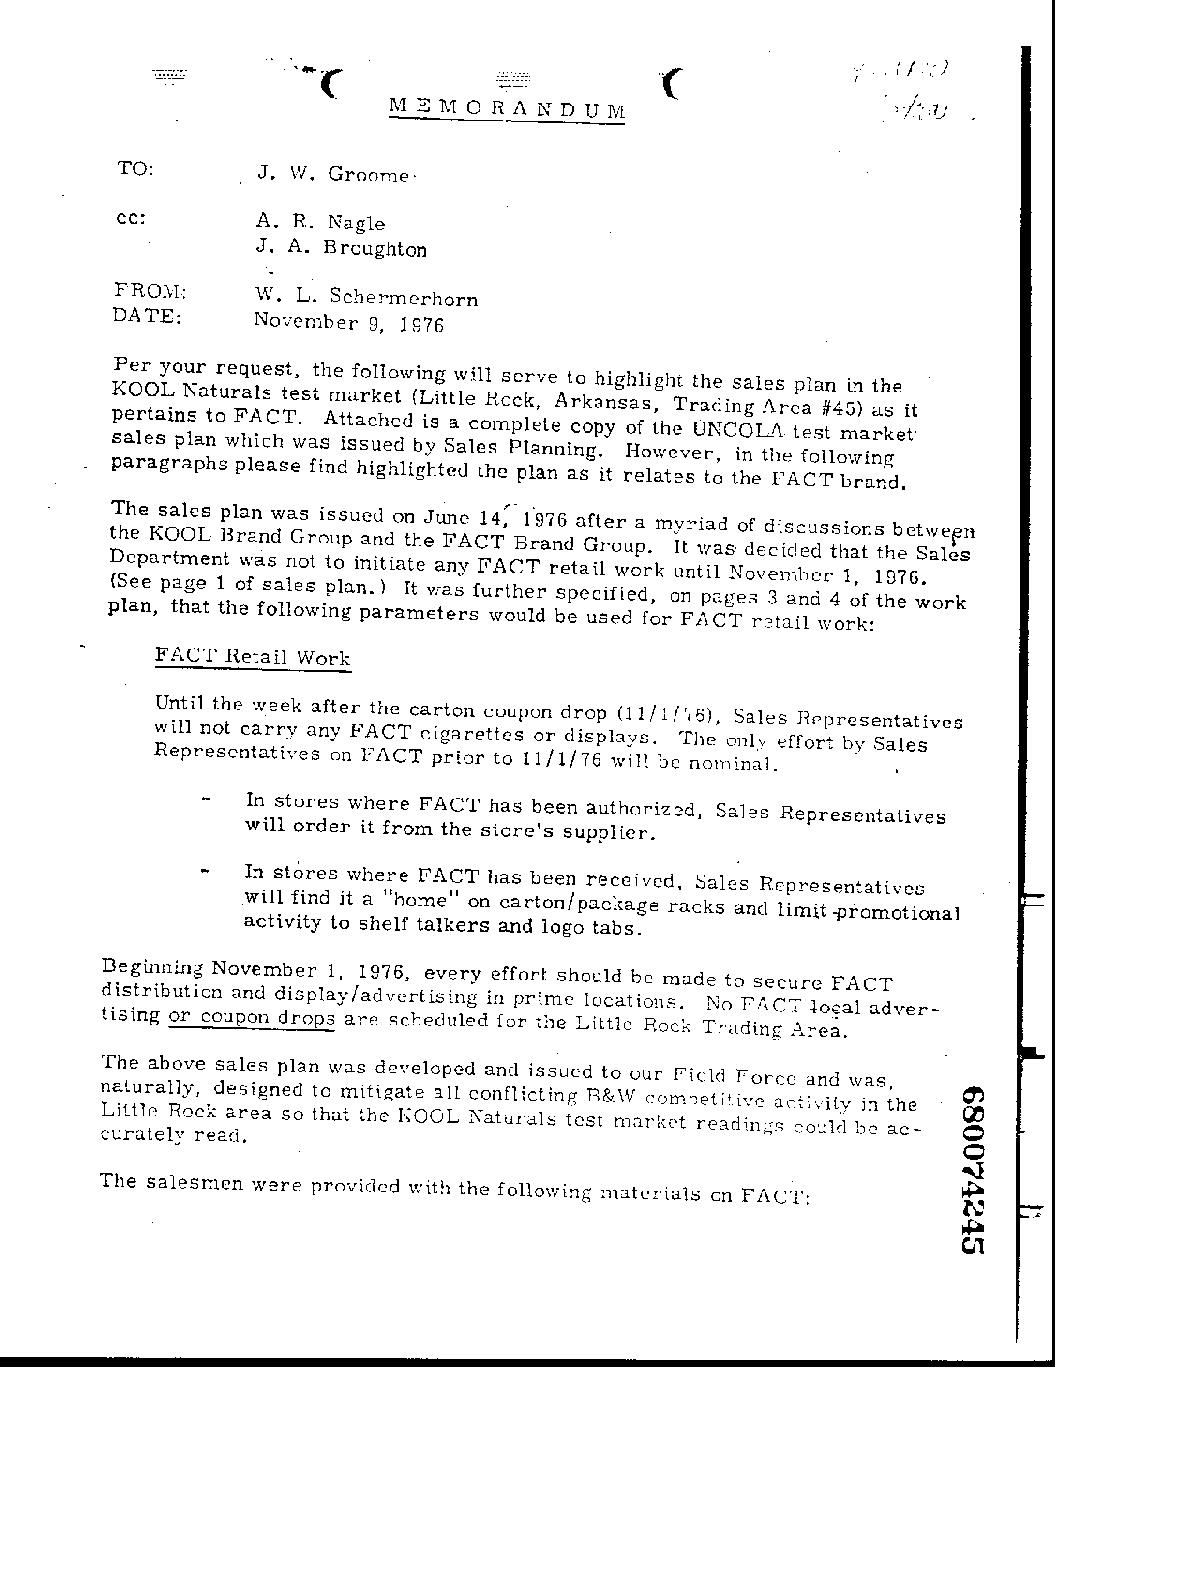 MEMORANDUM
TO: J. W. Groome
cc: A. R. Nagle
J. A. Broughton
FROM: W. L. Schermerhorn
DATE: November 9, 1976
Per your request, the following will serve to highlight the sales plan in the
KOOL Naturals test market (Little Rock, Arkansas, Trading Area #45) as it
pertains to FACT. Attached is a complete copy of the UNCOLA test market
sales plan which was issued by Sales Planning. However, in the following
paragraphs please find highlighted the plan as it relates to the FACT brand.
The sales plan was issued on June 14, 1976 after a myriad of discussions between
the KOOL Brand Group and the FACT Brand Group. It was decided that the Sales
Department was not to initiate any FACT retail work until November 1, 1976.
(See page 1 of sales plan.) It was further specified, on pages 3 and 4 of the work
plan, that the following parameters would be used for FACT retail work:
FACT Retail Work
Until the week after the carton coupon drop (11/1/76), Sales Representatives
will not carry any FACT cigarettes or displays. The only effort by Sales
Representatives on FACT prior to 11/1/76 will be nominal.
- In stores where FACT has been authorized, Sales Representatives
will order it from the store's supplier.
- In stores where FACT has been received, Sales Representatives
will find it a "home" on carton/package racks and limit promotional
activity to shelf talkers and logo tabs.
Beginning November 1, 1976, every effort should be made to secure FACT
distribution and display/advertising in prime locations. No FACT local adver-
tising or coupon drops are scheduled for the Little Rock Trading Area.
The above sales plan was developed and issued to our Field Force and was,
naturally, designed to mitigate all conflicting B&W competitive activity in the
Little Rock area so that the KOOL Naturals test market readings could be ac-
curately read.
The salesmen were provided with the following materials on FACT:
680074245